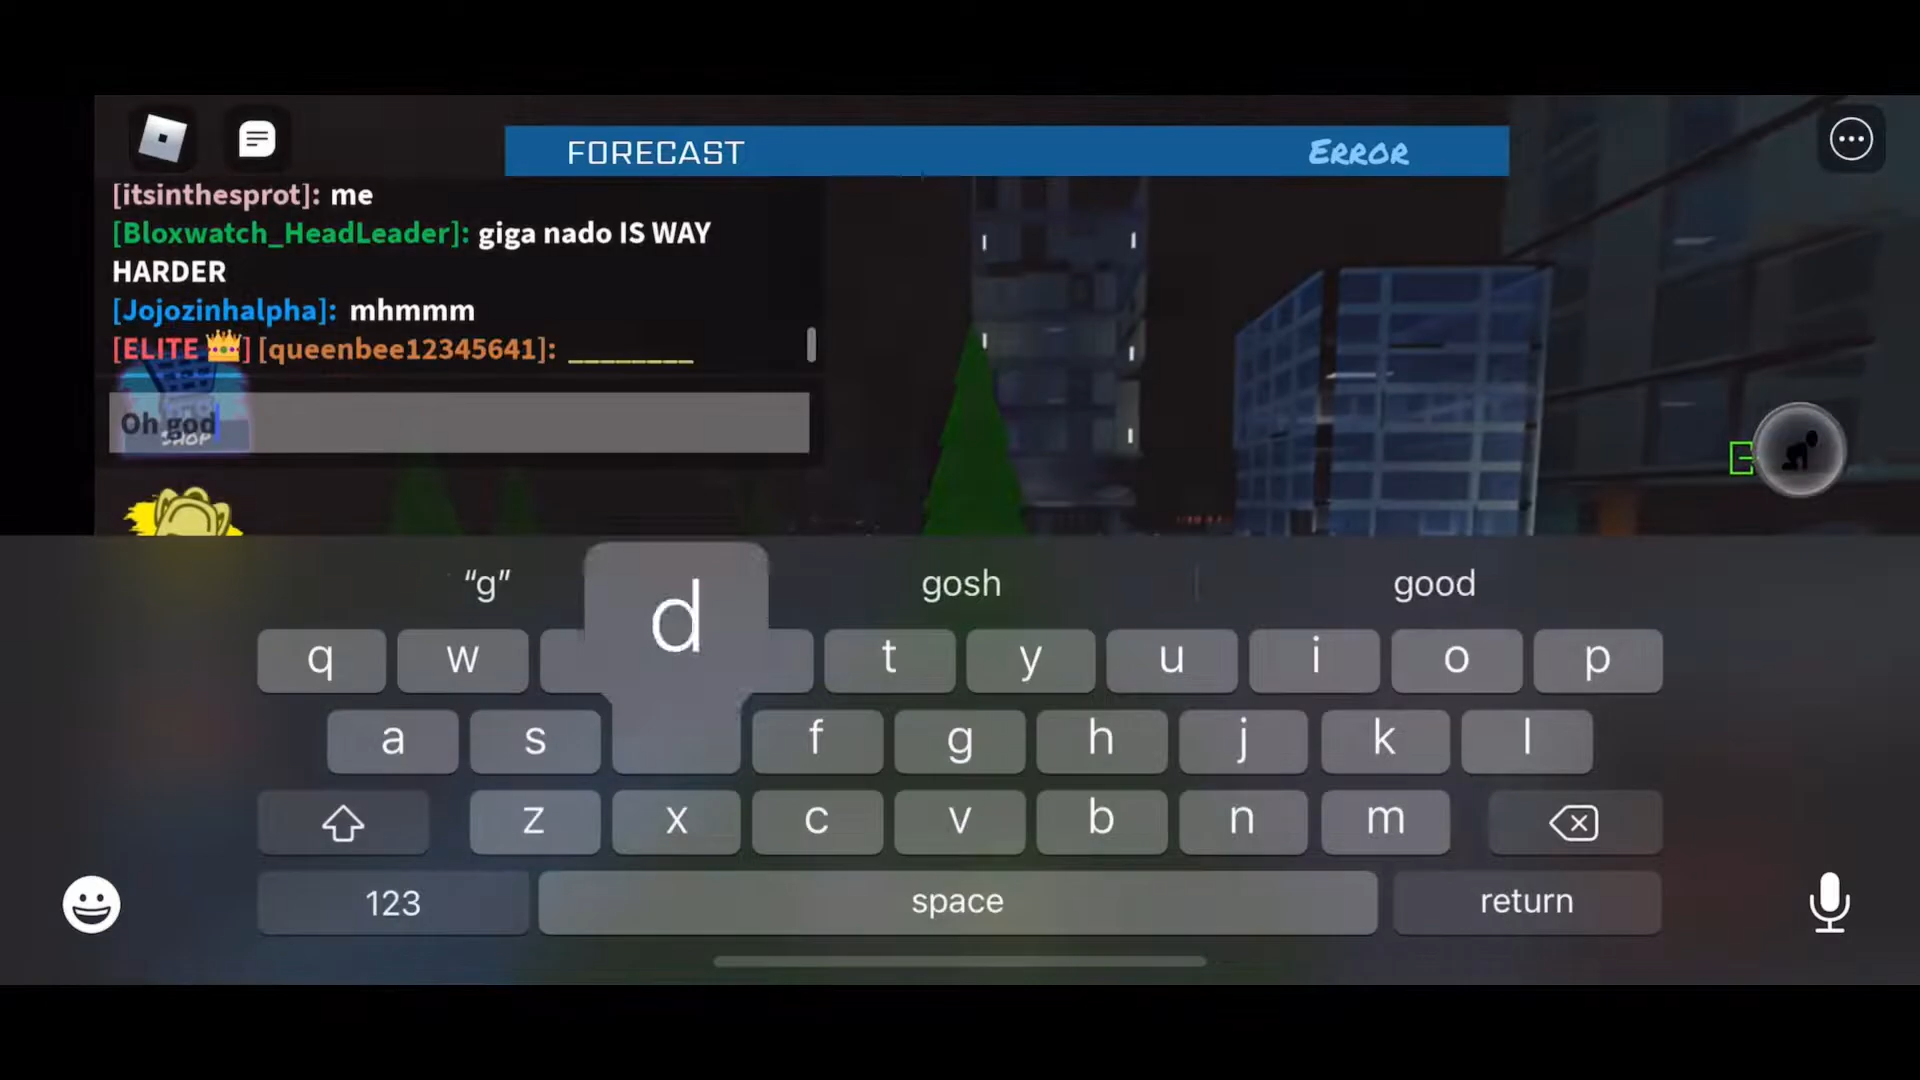 FORECAST
Error
[itsinthesprot]: me
[Bloxwatch_HeadLeader]: giga nado IS WAY
HARDER
[Jojozinhalpha]: mhmmm
[ELITE 👑] [queenbee12345641]: ________
Oh god
SHOP
“g”
gosh
good
d
q w t y u i o p
a s f g h j k l
z x c v b n m
123 space return